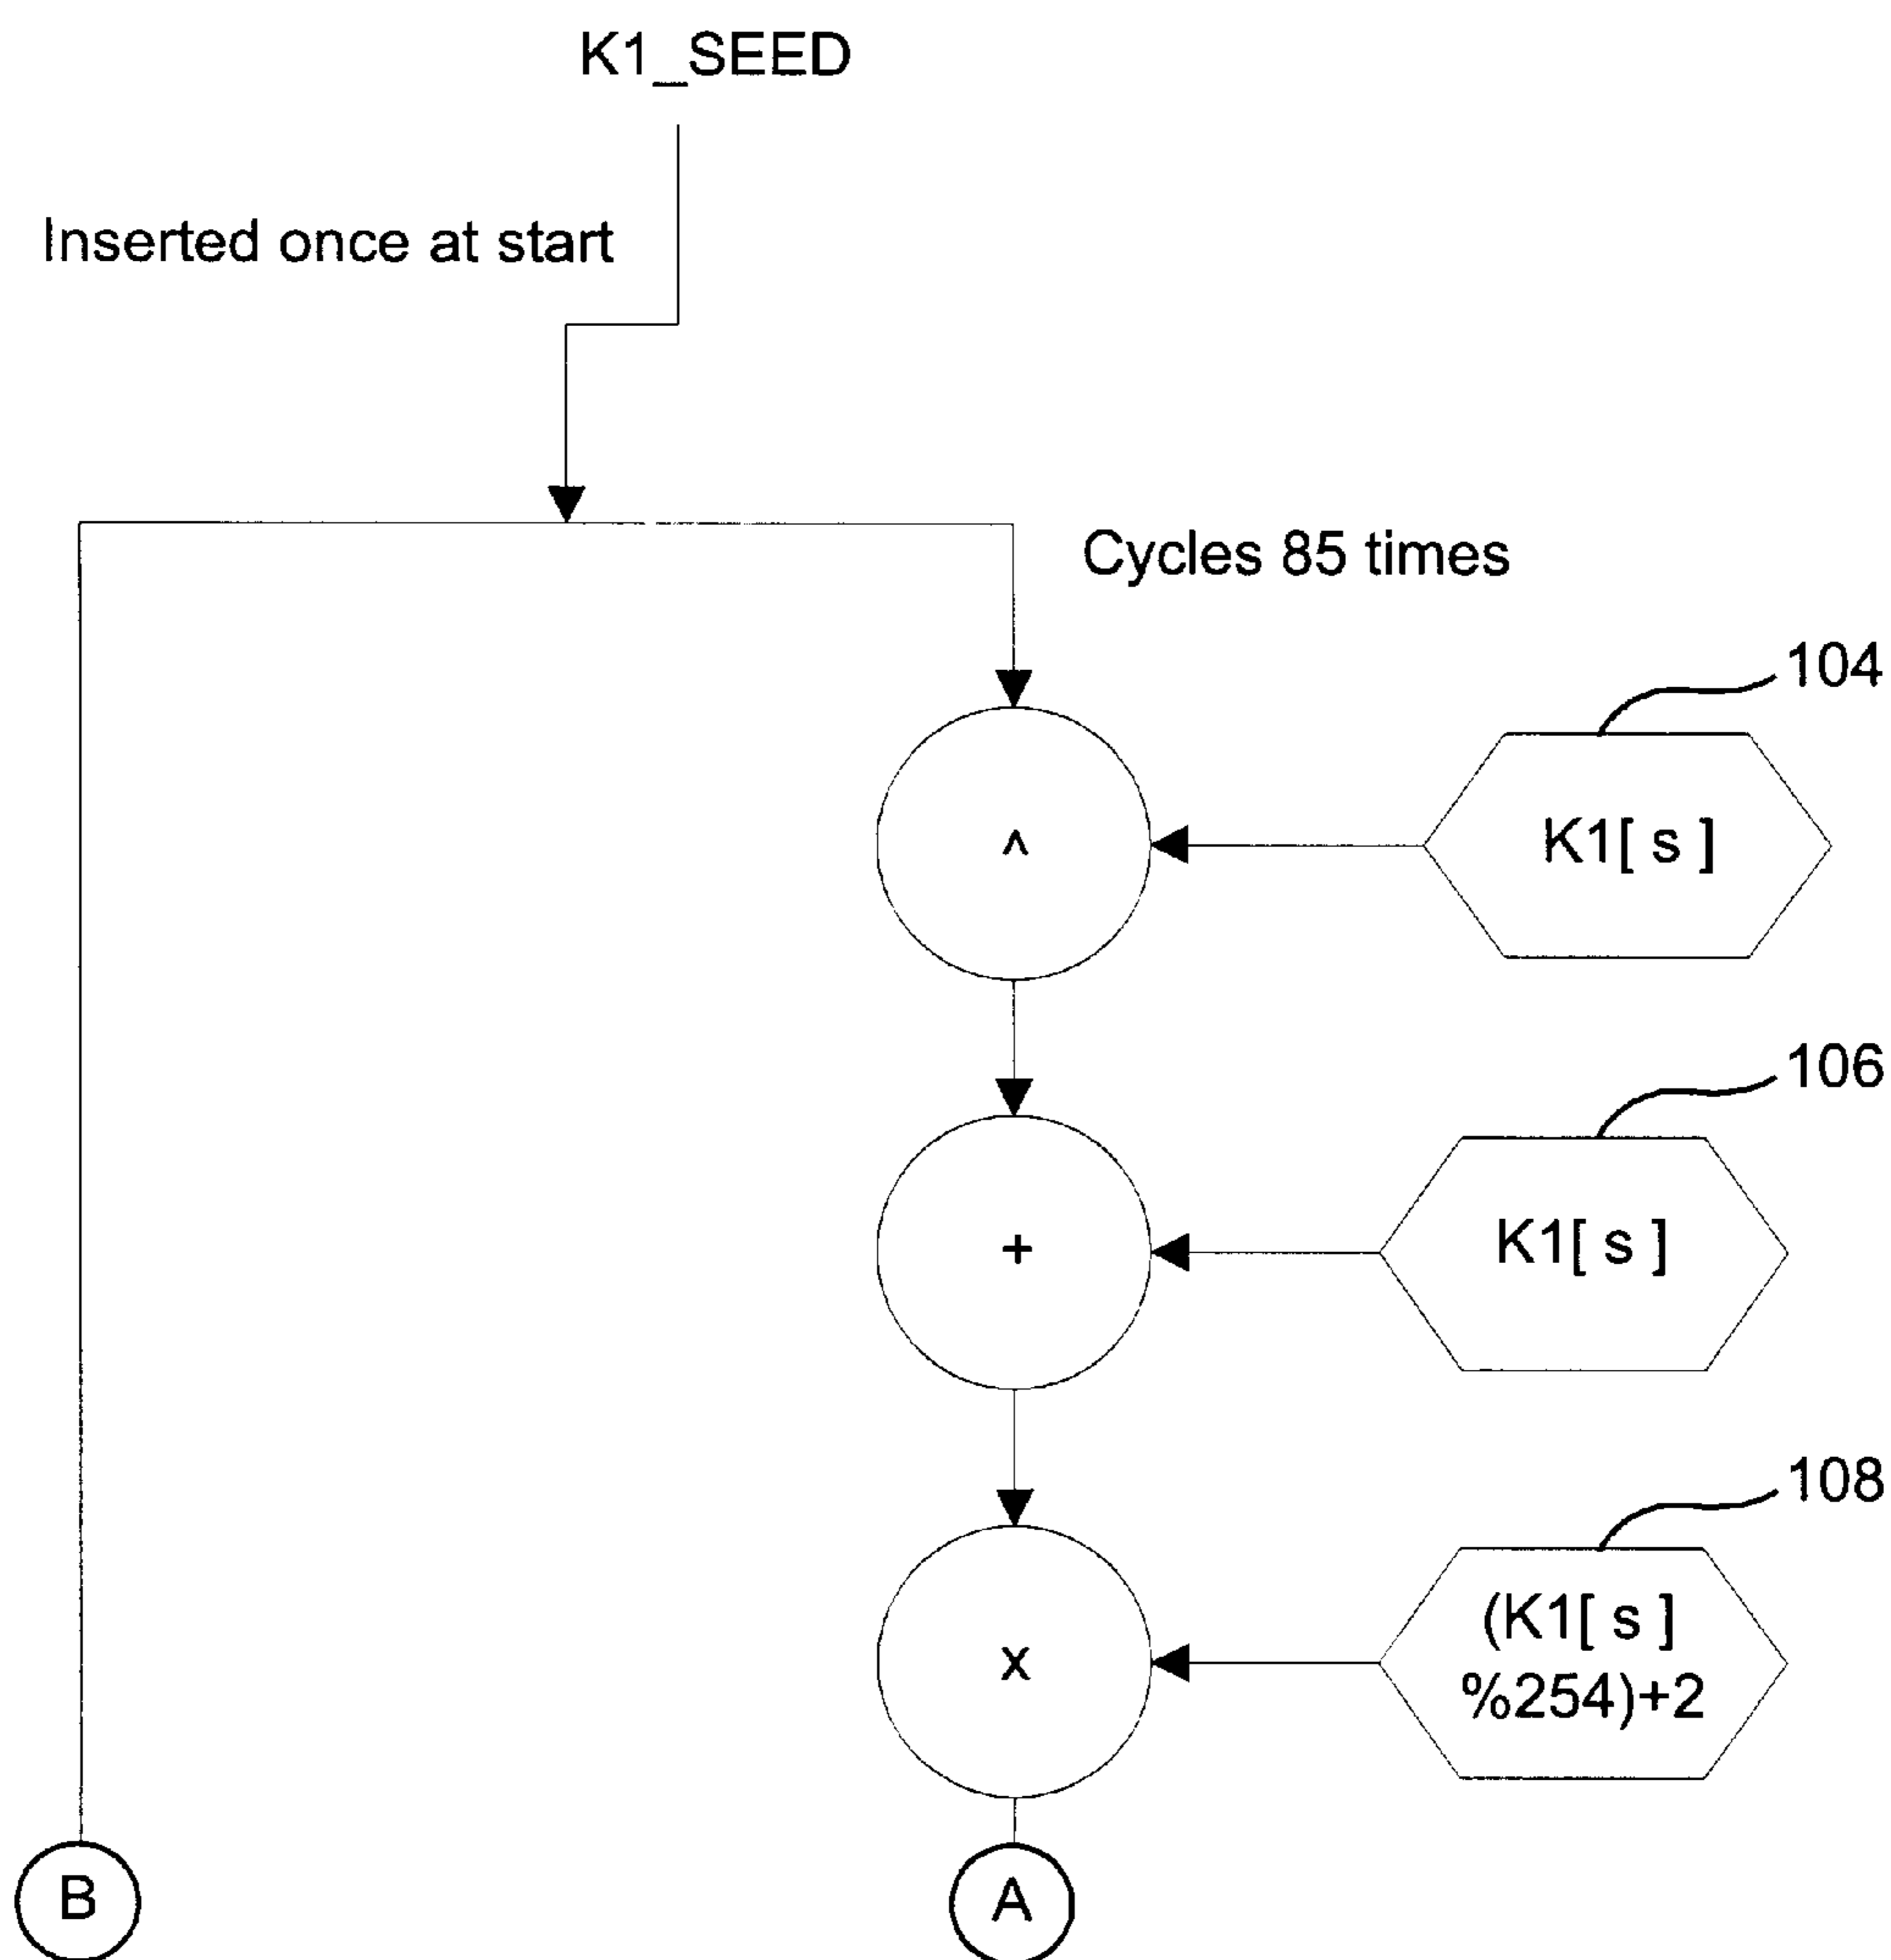 K1_SEED
Inserted once at start
Cycles 85 times
104
^
K1[ s ]
106
+
K1[ s ]
108
x
(K1[ s ]
%254)+2
B
A